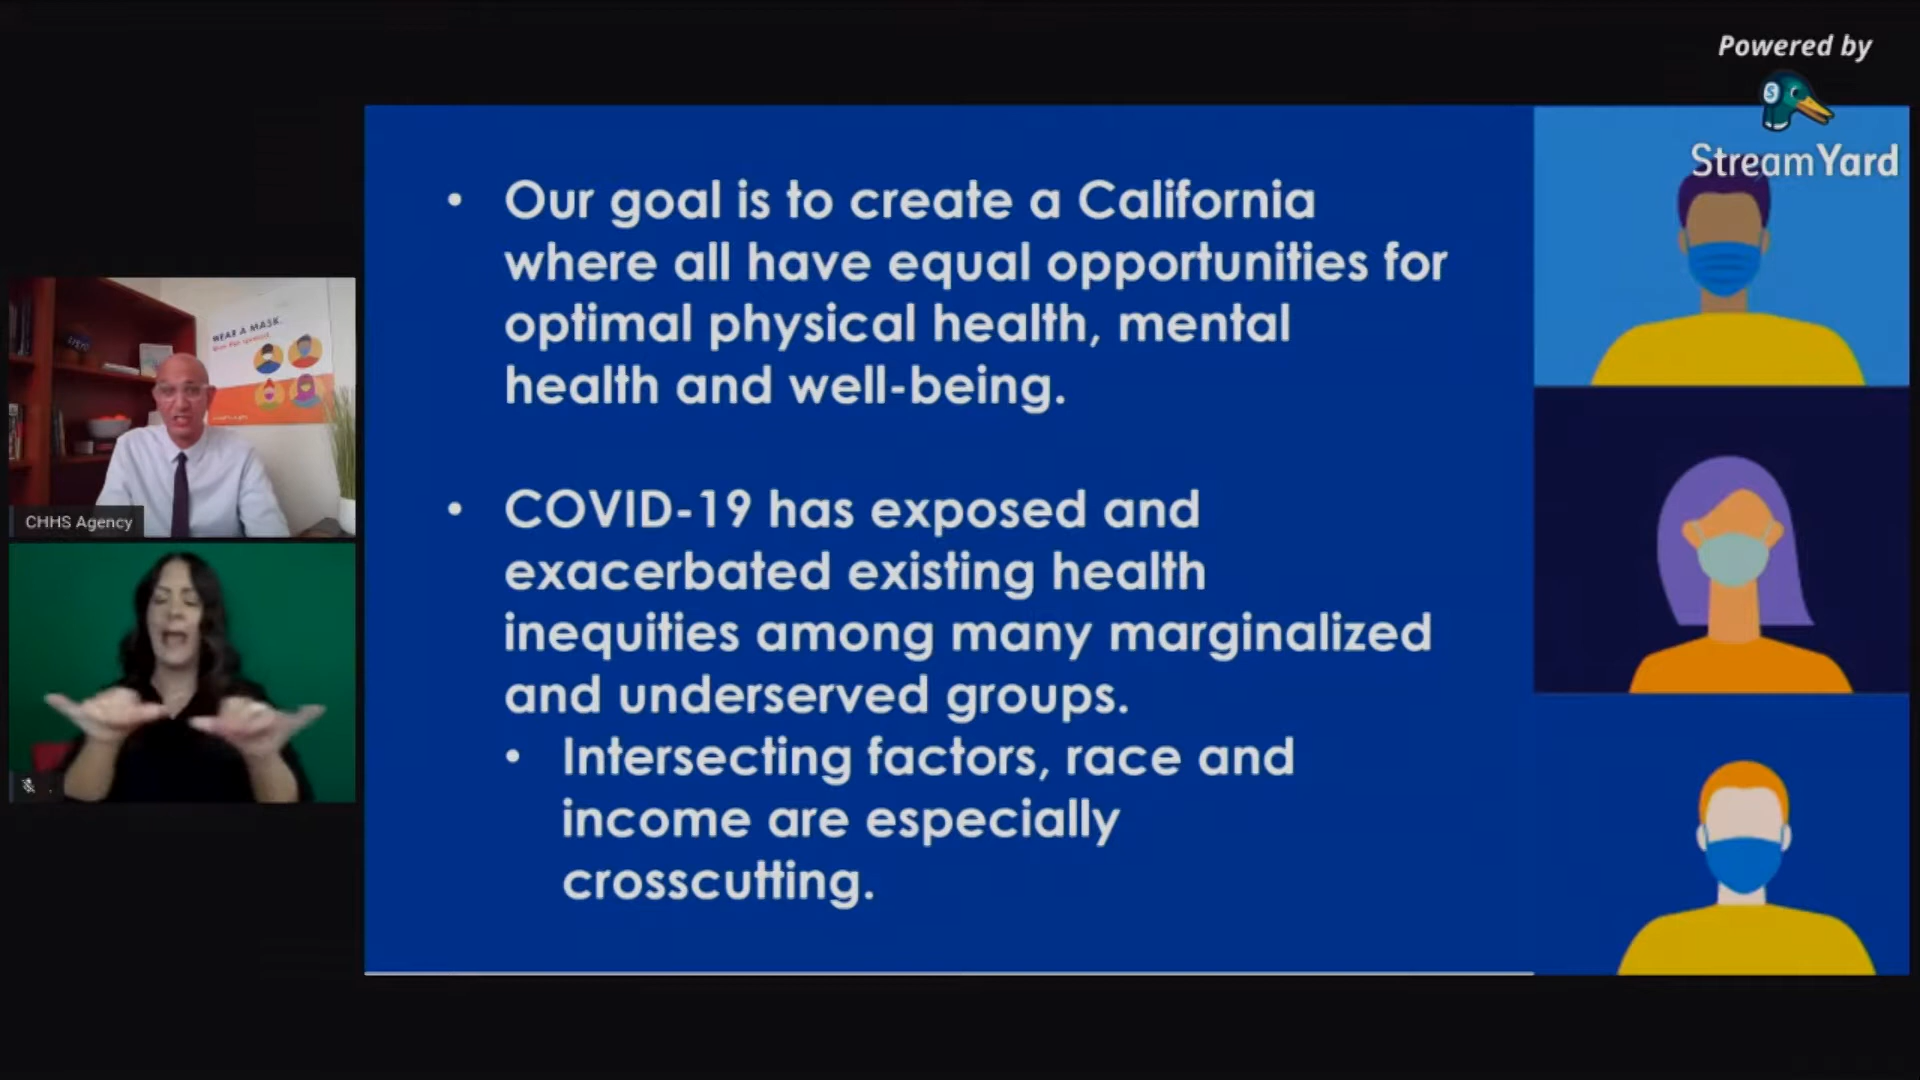 Powered by
StreamYard
• Our goal is to create a California
where all have equal opportunities for
optimal physical health, mental
health and well-being.
• COVID-19 has exposed and
exacerbated existing health
inequities among many marginalized
and underserved groups.
• Intersecting factors, race and
income are especially
crosscutting.
WEAR A MASK.
CHHS Agency